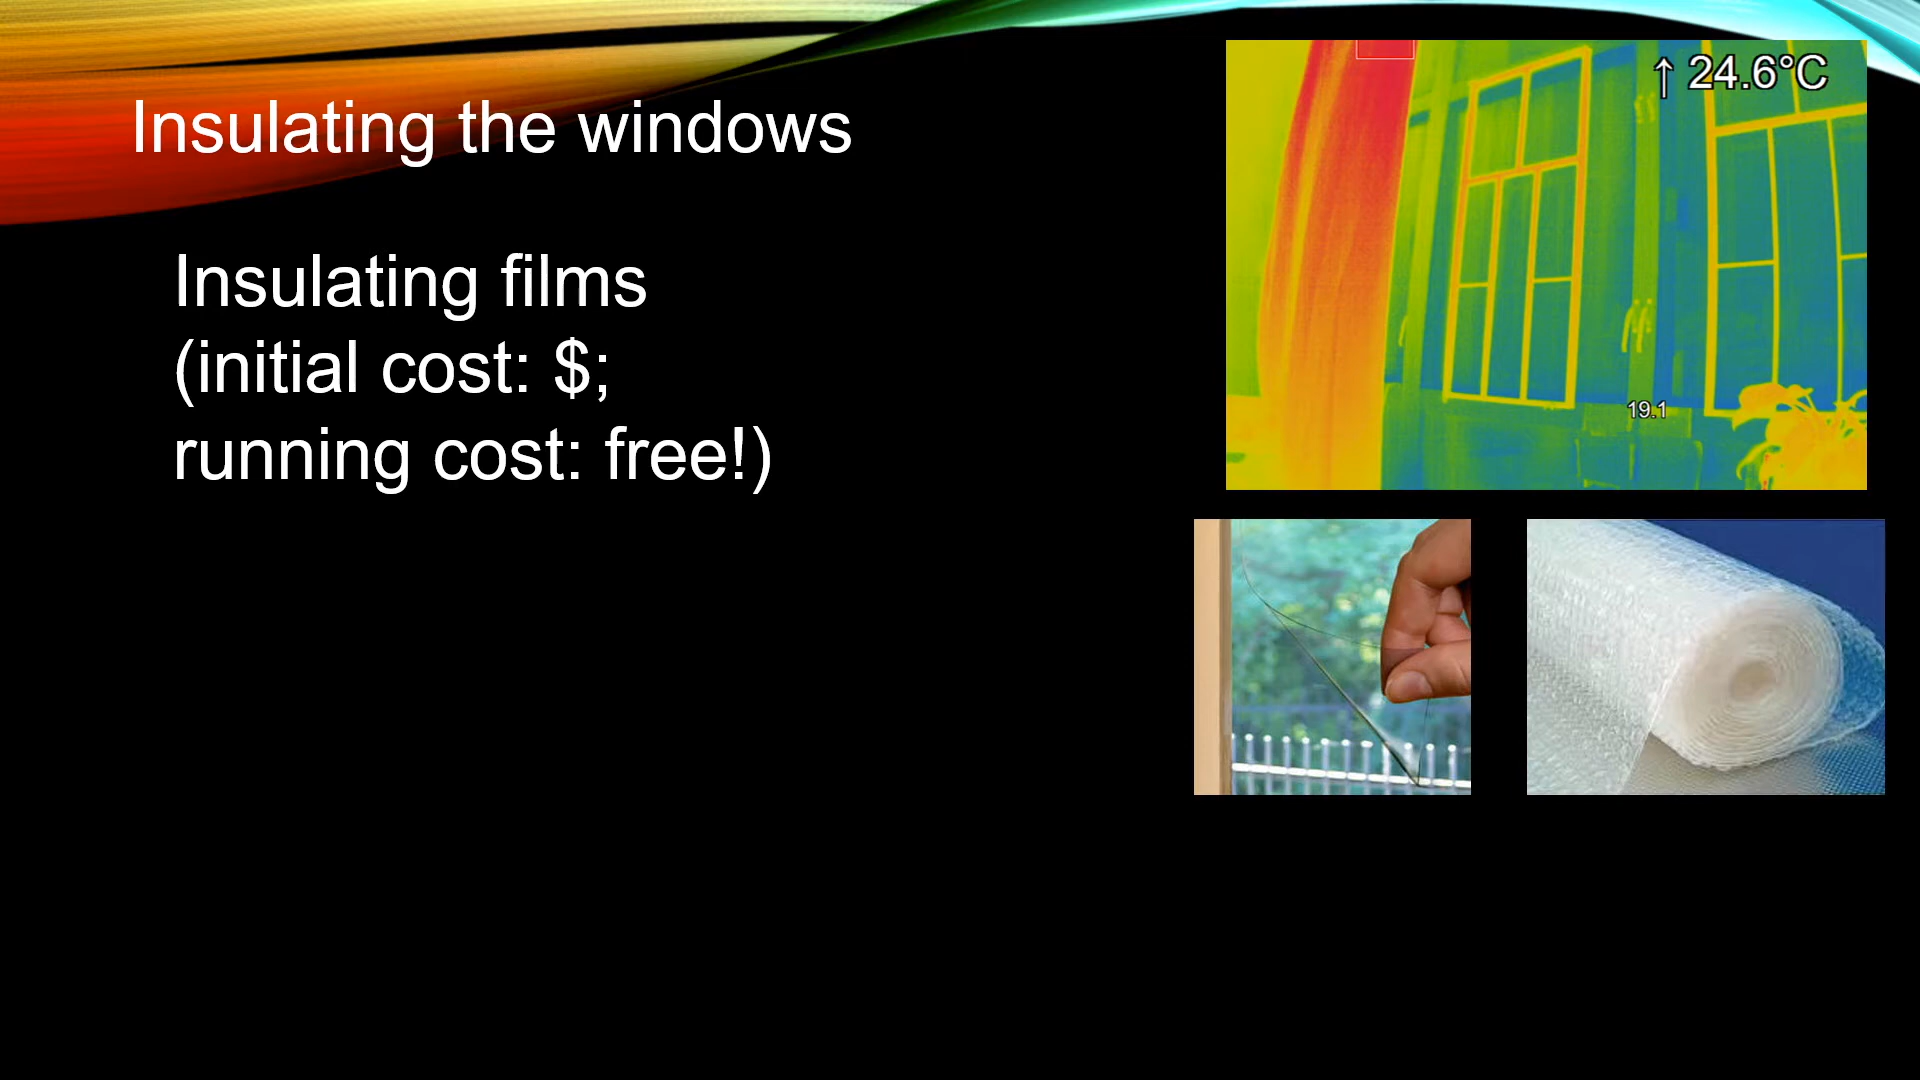 Insulating the windows
Insulating films
(initial cost: $;
running cost: free!)
↑ 24.6°C
19.1